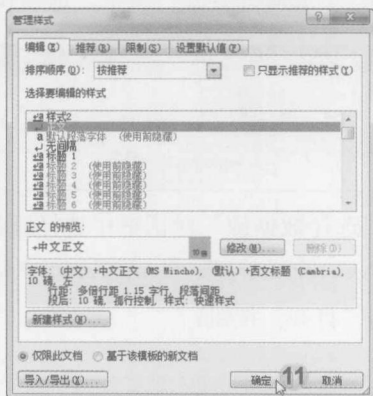 管理样式
编辑(E) 推荐(R) 限制(S) 设置默认值(F)
排序顺序(O): 按推荐 只显示推荐的样式(Y)
选择要编辑的样式
样式2
a 默认段落字体 (使用前隐藏)
无间隔
标题 1
标题 2 (使用前隐藏)
标题 3 (使用前隐藏)
标题 4 (使用前隐藏)
标题 5 (使用前隐藏)
标题 6 (使用前隐藏)
正文 的预览:
+中文正文 修改(M)... 删除(D)
字体: (中文) +中文正文 (MS Mincho), (默认) +西文标题 (Cambria),
10 磅, 左
行距: 多倍行距 1.15 字行, 段落间距
段后: 10 磅, 孤行控制, 样式: 快速样式
新建样式(N)...
仅限此文档 基于该模板的新文档
导入/导出(X)... 确定 11 取消